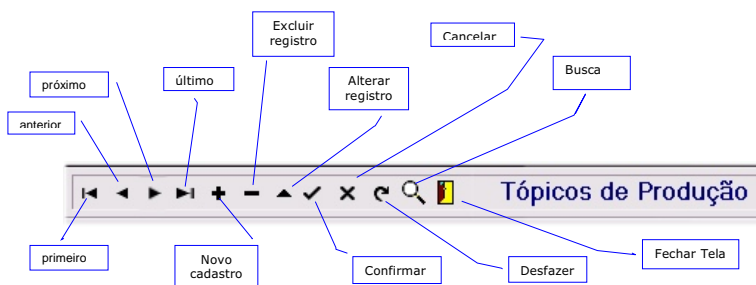 Excluir
registro
Cancelar
Busca
último
Alterar
registro
próximo
anterior
Tópicos de Produção
primeiro
Novo
cadastro
Confirmar
Desfazer
Fechar Tela